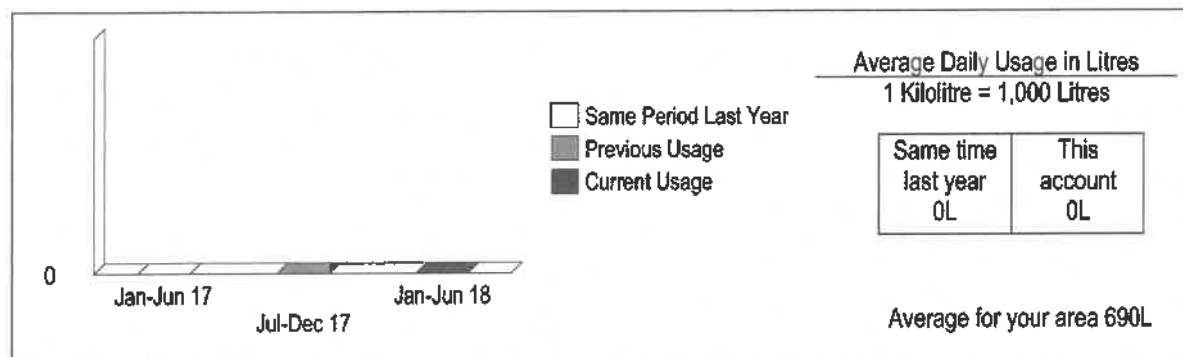 0
Jan-Jun 17
Jul-Dec 17
Jan-Jun 18
Same Period Last Year
Previous Usage
Current Usage
Average Daily Usage in Litres
1 Kilolitre = 1,000 Litres
Same time
last year
0L
This
account
0L
Average for your area 690L